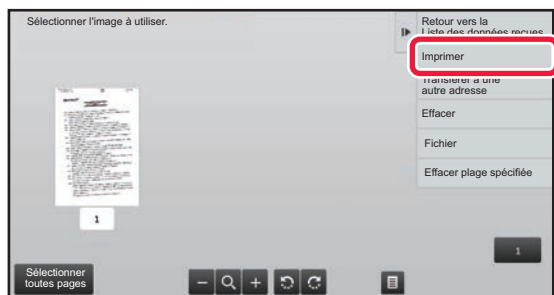 Sélectionner l'image à utiliser.
Retour vers la
Liste des données reçues
Imprimer
Transférer à une
autre adresse
Effacer
Fichier
Effacer plage spécifiée
1
1
Sélectionner
toutes pages